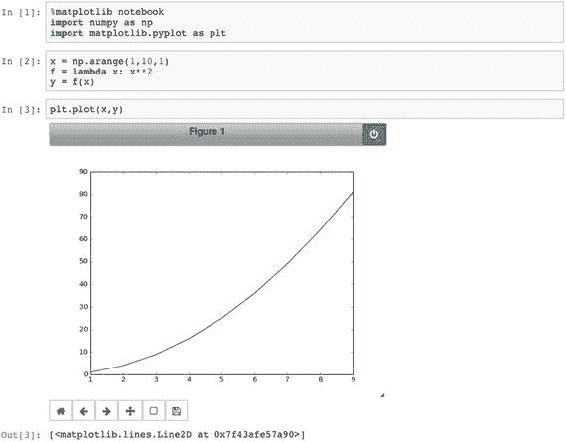 In [1]: %matplotlib notebook
import numpy as np
import matplotlib.pyplot as plt
In [2]: x = np.arange(1,10,1)
f = lambda x: x**2
y = f(x)
In [3]: plt.plot(x,y)
Figure 1
90
80
70
60
50
40
30
20
10
0
1 2 3 4 5 6 7 8 9
Out[3]: [<matplotlib.lines.Line2D at 0x7f43afe57a90>]